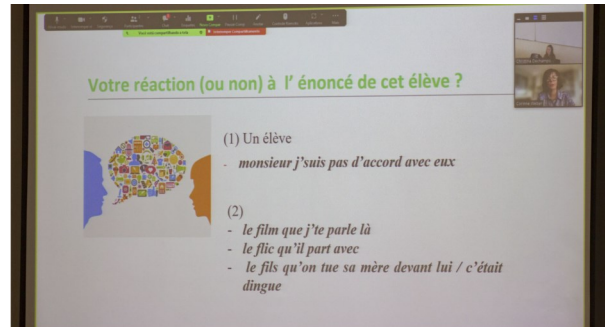 Votre réaction (ou non) à l' énoncé de cet élève ?
(1) Un élève
- monsieur j'suis pas d'accord avec eux
(2)
- le film que j'te parle là
- le flic qu'il part avec
- le fils qu'on tue sa mère devant lui / c'était
dingue